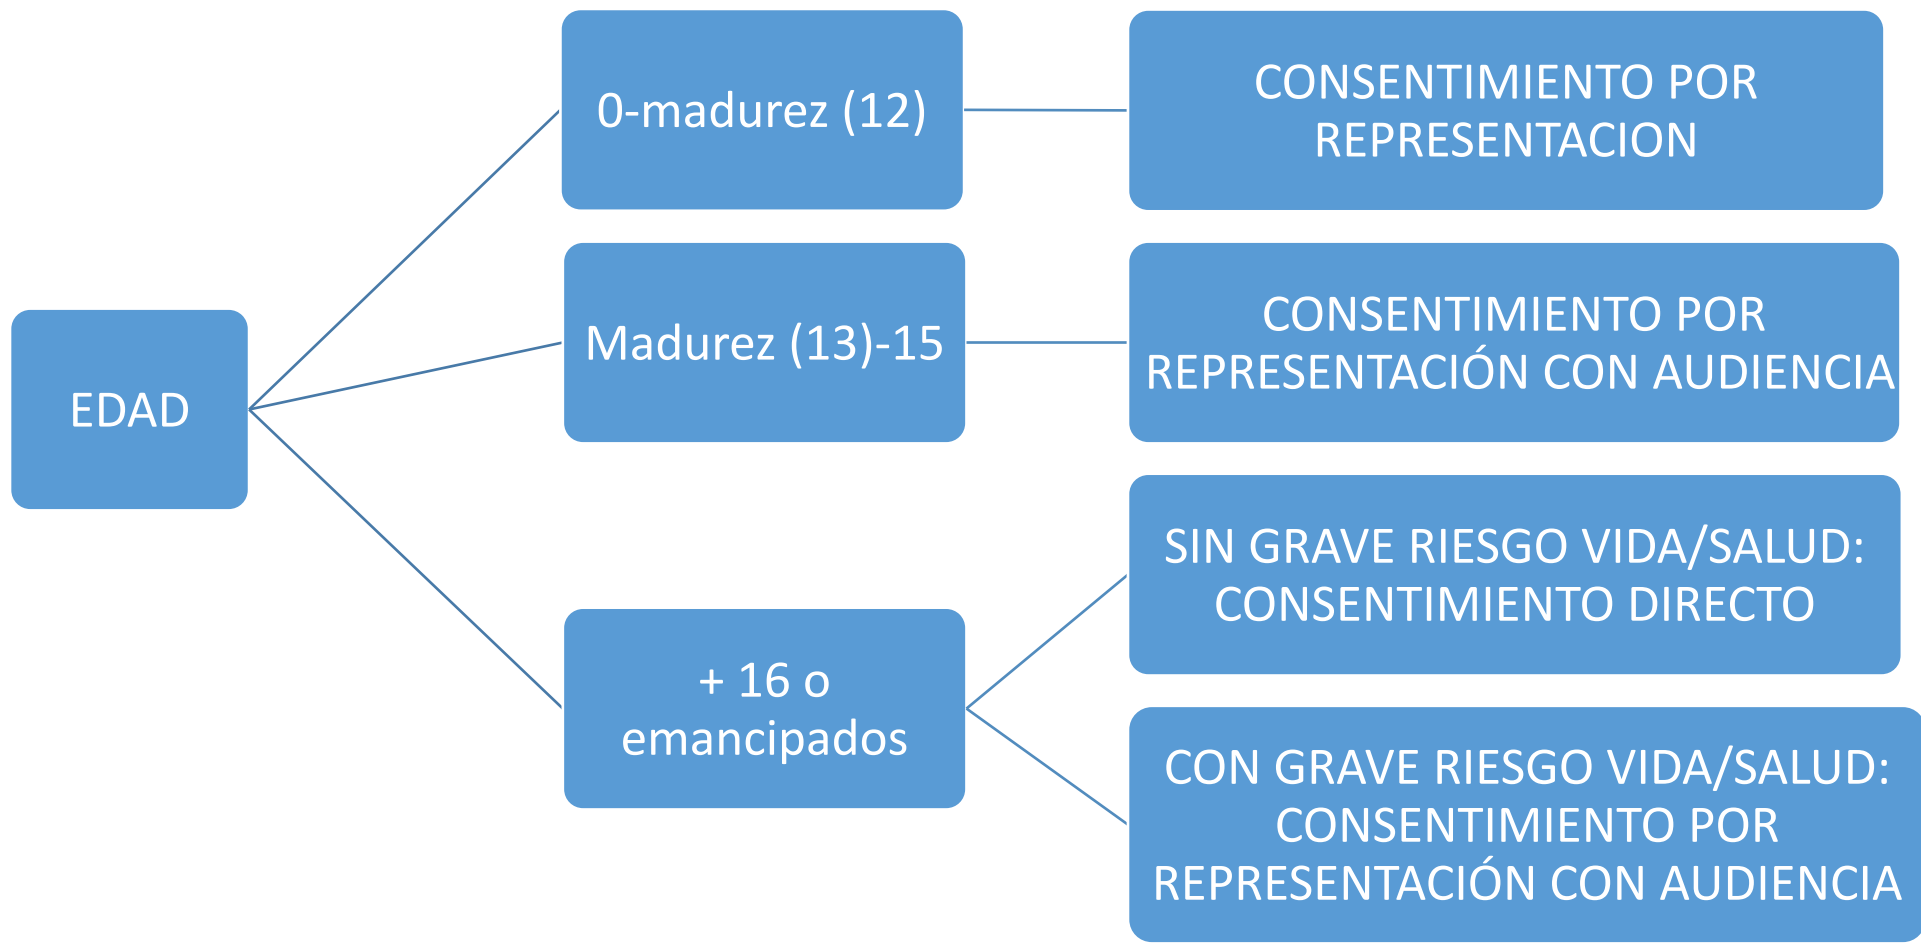 EDAD
0-madurez (12)
CONSENTIMIENTO POR
REPRESENTACION
Madurez (13)-15
CONSENTIMIENTO POR
REPRESENTACIÓN CON AUDIENCIA
+ 16 o
emancipados
SIN GRAVE RIESGO VIDA/SALUD:
CONSENTIMIENTO DIRECTO
CON GRAVE RIESGO VIDA/SALUD:
CONSENTIMIENTO POR
REPRESENTACIÓN CON AUDIENCIA